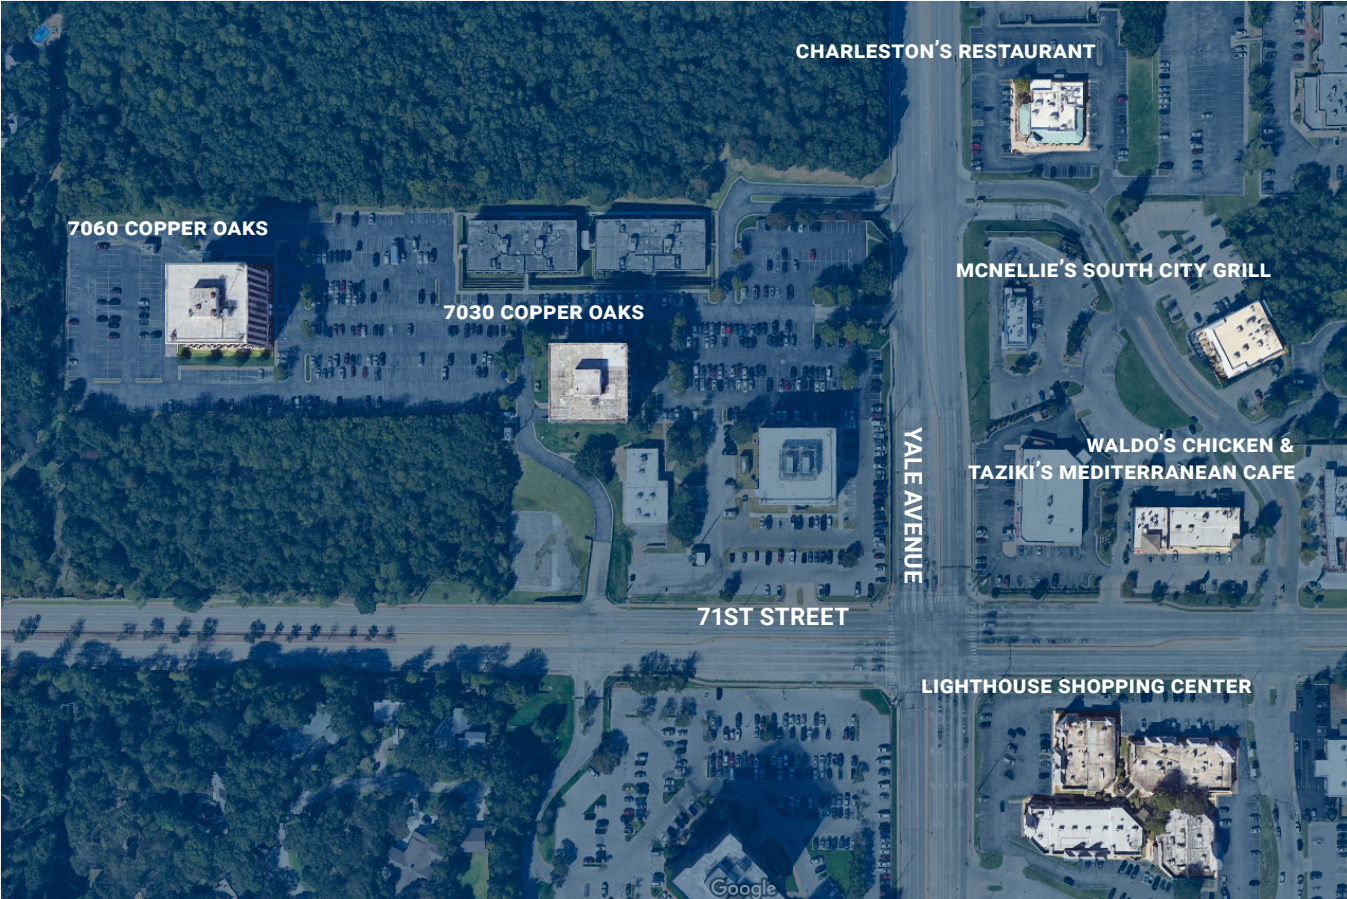 CHARLESTON'S RESTAURANT
7060 COPPER OAKS
MCNELLIE'S SOUTH CITY GRILL
7030 COPPER OAKS
YALE AVENUE
WALDO'S CHICKEN &
TAZIKI'S MEDITERRANEAN CAFE
71ST STREET
LIGHTHOUSE SHOPPING CENTER
Google